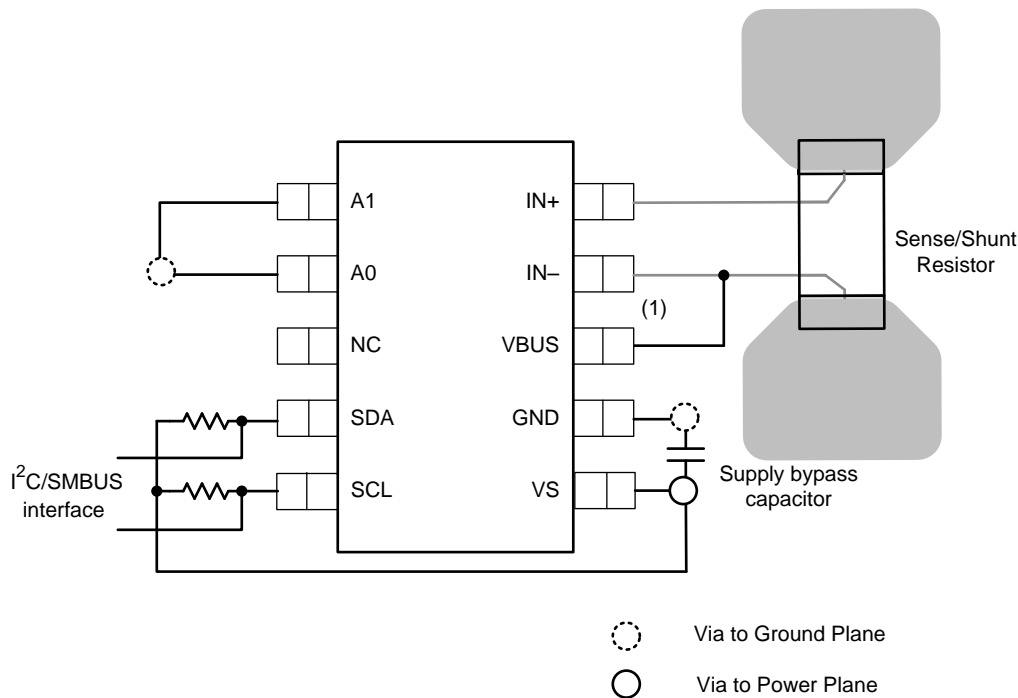 A1
A0
NC
SDA
SCL
IN+
IN–
VBUS
GND
VS
(1)
Sense/Shunt
Resistor
Supply bypass
capacitor
I²C/SMBUS
interface
Via to Ground Plane
Via to Power Plane